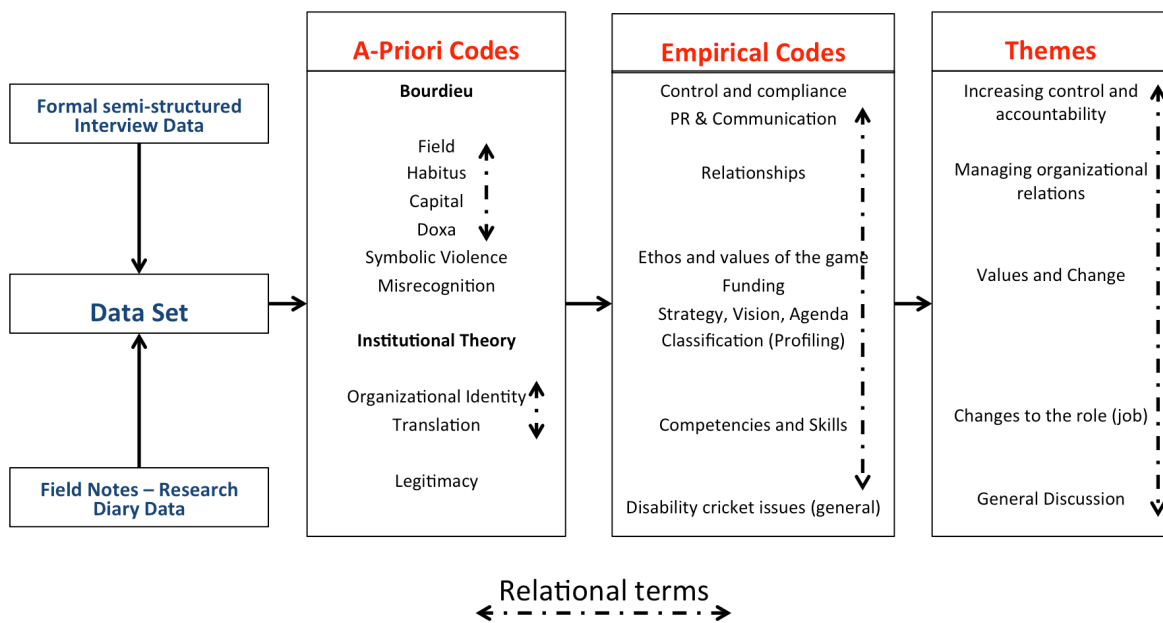 Formal semi-structured
Interview Data
Data Set
Field Notes – Research
Diary Data
A-Priori Codes
Bourdieu
Field
Habitus
Capital
Doxa
Symbolic Violence
Misrecognition
Institutional Theory
Organizational Identity
Translation
Legitimacy
Empirical Codes
Control and compliance
PR & Communication
Relationships
Ethos and values of the game
Funding
Strategy, Vision, Agenda
Classification (Profiling)
Competencies and Skills
Disability cricket issues (general)
Themes
Increasing control and
accountability
Managing organizational
relations
Values and Change
Changes to the role (job)
General Discussion
Relational terms